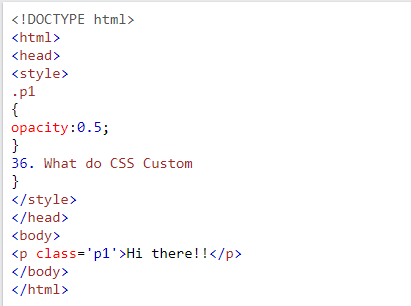 <!DOCTYPE html>
<html>
<head>
<style>
.p1
{
opacity:0.5;
}
36. What do CSS Custom
}
</style>
</head>
<body>
<p class='p1'>Hi there!!</p>
</body>
</html>